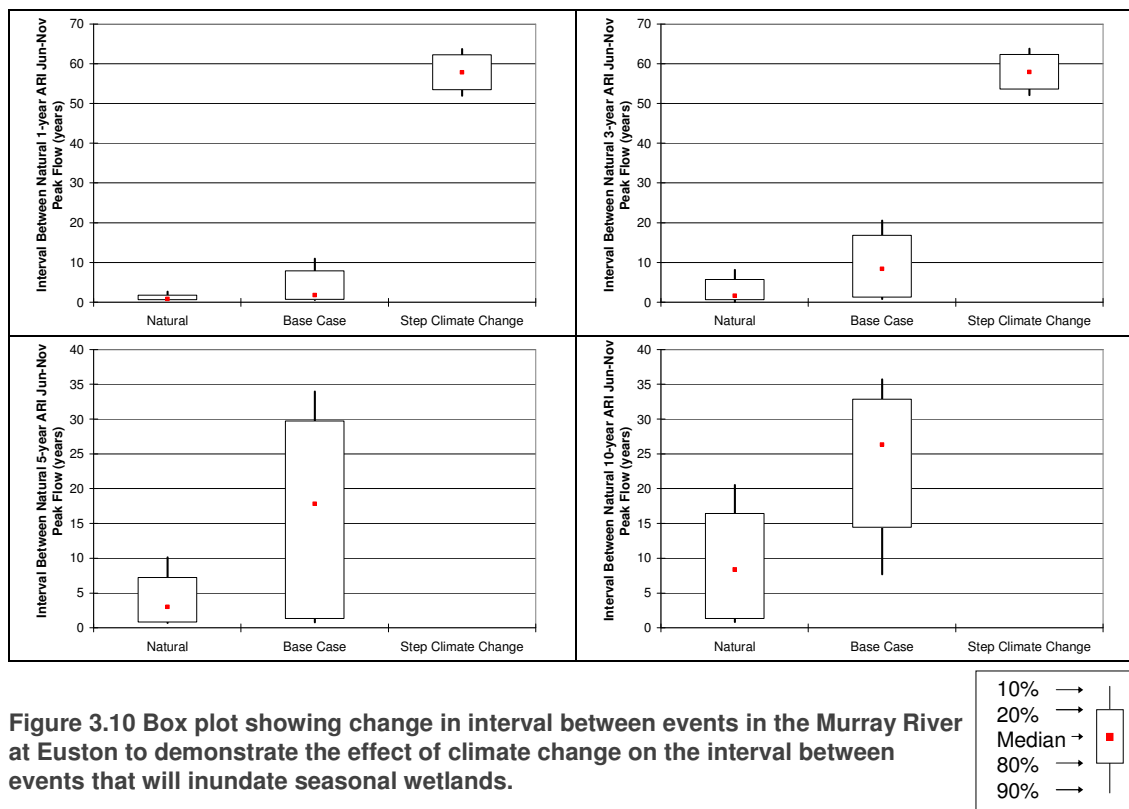 Interval Between Natural 1-year ARI Jun-Nov
Peak Flow (years)
70
60
50
40
30
20
10
0
Natural
Base Case
Step Climate Change
Interval Between Natural 3-year ARI Jun-Nov
Peak Flow (years)
70
60
50
40
30
20
10
0
Natural
Base Case
Step Climate Change
Interval Between Natural 5-year ARI Jun-Nov
Peak Flow (years)
40
35
30
25
20
15
10
5
0
Natural
Base Case
Step Climate Change
Interval Between Natural 10-year ARI Jun-Nov
Peak Flow (years)
40
35
30
25
20
15
10
5
0
Natural
Base Case
Step Climate Change
Figure 3.10 Box plot showing change in interval between events in the Murray River
at Euston to demonstrate the effect of climate change on the interval between
events that will inundate seasonal wetlands.
10%
20%
Median
80%
90%